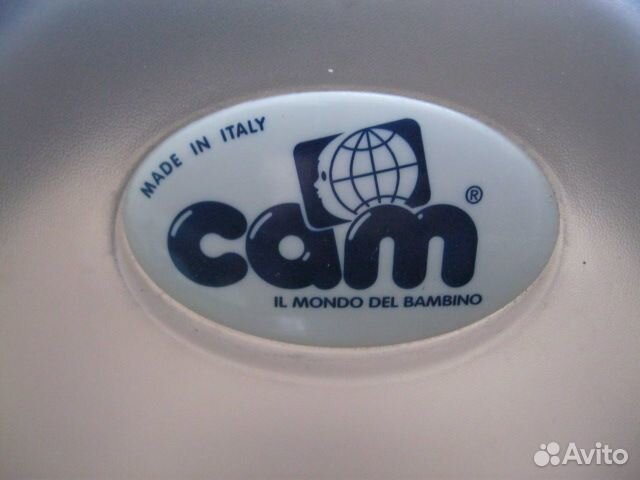 MADE IN ITALY
cam®
IL MONDO DEL BAMBINO
Avito